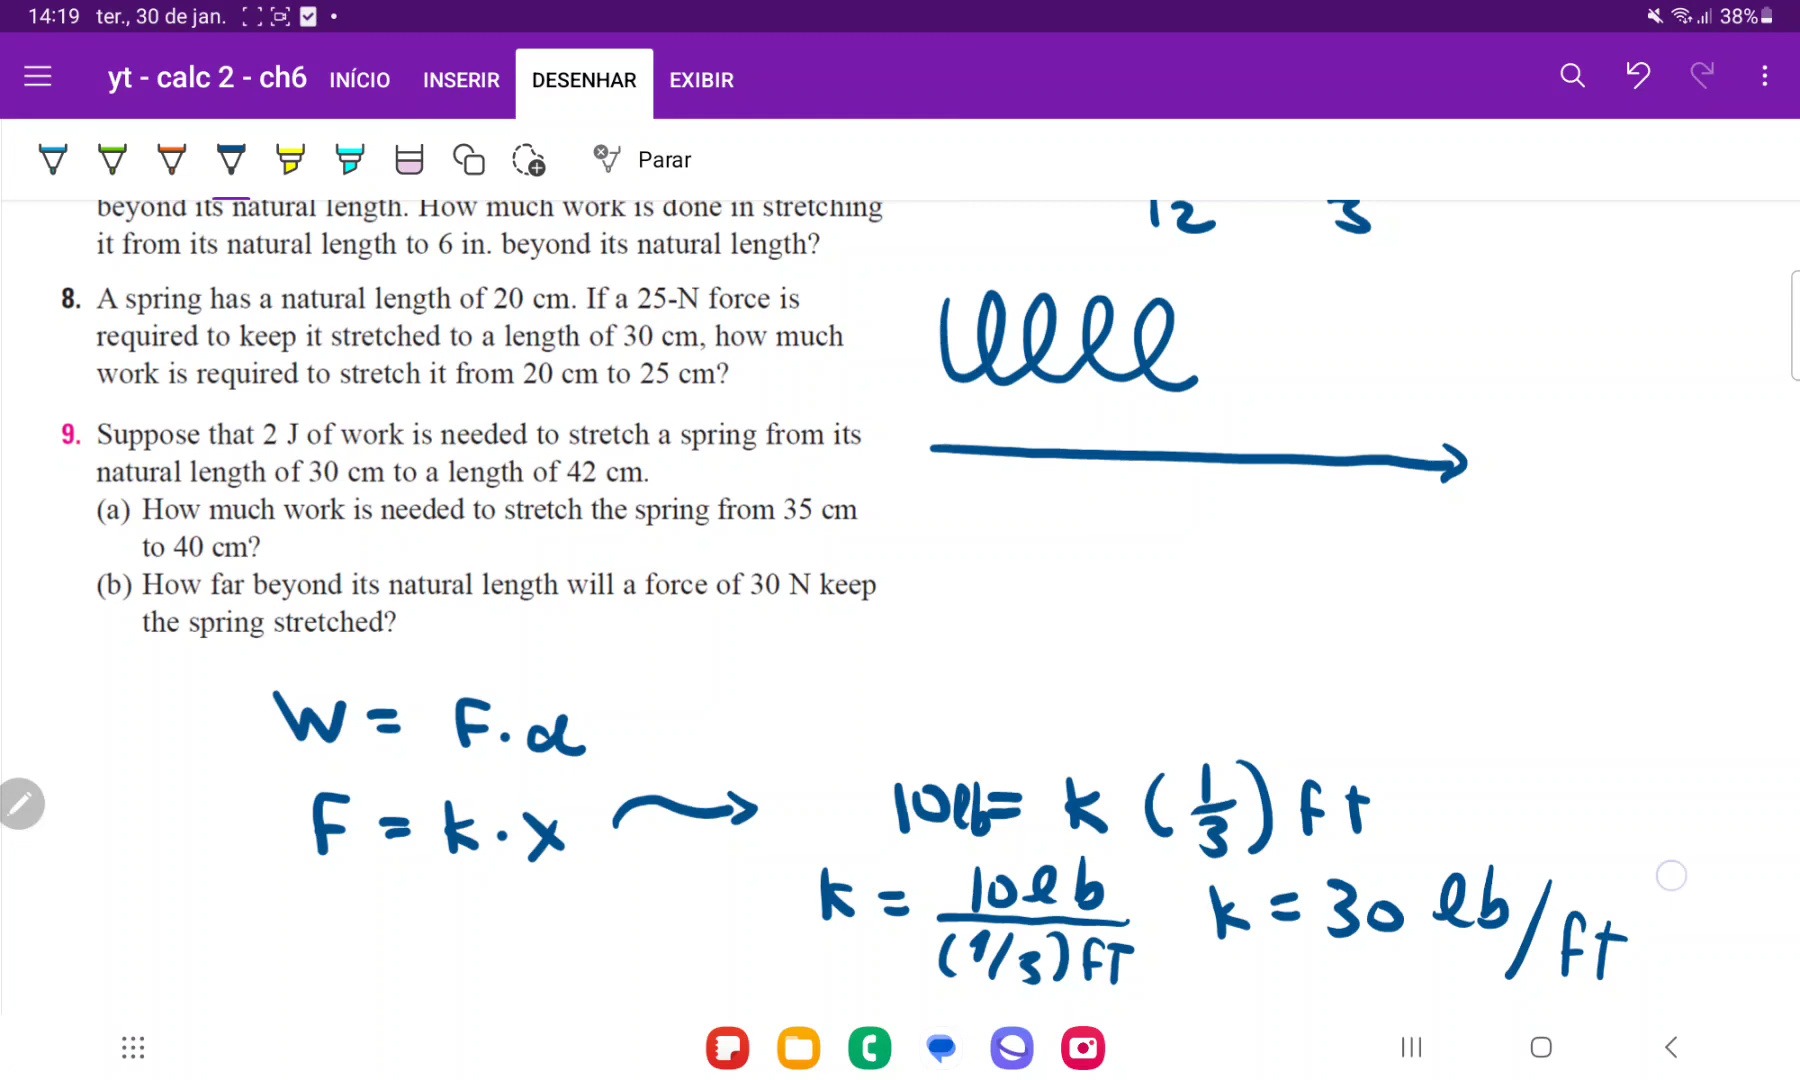 14:19 ter., 30 de jan. 38%
yt - calc 2 - ch6 INÍCIO INSERIR DESENHAR EXIBIR
Parar
beyond its natural length. How much work is done in stretching
it from its natural length to 6 in. beyond its natural length?
12 3
8. A spring has a natural length of 20 cm. If a 25-N force is
required to keep it stretched to a length of 30 cm, how much
work is required to stretch it from 20 cm to 25 cm?
9. Suppose that 2 J of work is needed to stretch a spring from its
natural length of 30 cm to a length of 42 cm.
(a) How much work is needed to stretch the spring from 35 cm
to 40 cm?
(b) How far beyond its natural length will a force of 30 N keep
the spring stretched?
W = F.d
F = k.x
10lb= k (1/3) ft
k = 10lb/(1/3)FT k = 30 lb/ft